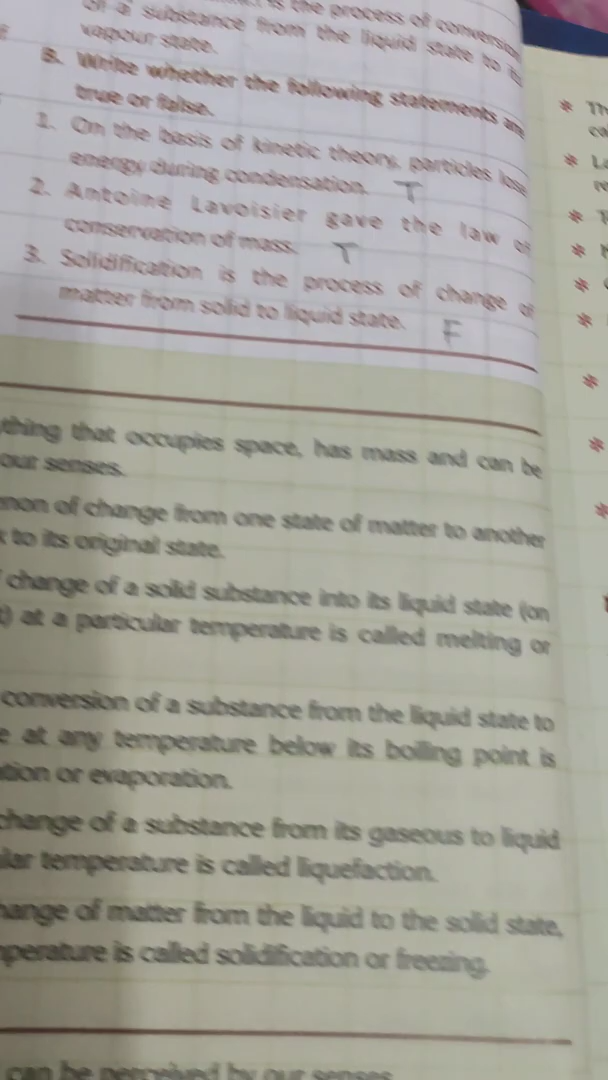 is the process of conversion
of a substance from the liquid state to its
vapour state.
B. Write whether the following statements are
true or false.
1. On the basis of kinetic theory, particles lose
energy during condensation. T
2. Antoine Lavoisier gave the law of
conservation of mass. T
3. Solidification is the process of change of
matter from solid to liquid state. F
thing that occupies space, has mass and can be
our senses.
non of change from one state of matter to another
to its original state.
change of a solid substance into its liquid state (on
at a particular temperature is called melting or
conversion of a substance from the liquid state to
at any temperature below its boiling point is
tion or evaporation.
change of a substance from its gaseous to liquid
lar temperature is called liquefaction.
hange of matter from the liquid to the solid state,
perature is called solidification or freezing.
can be perceived by our senses